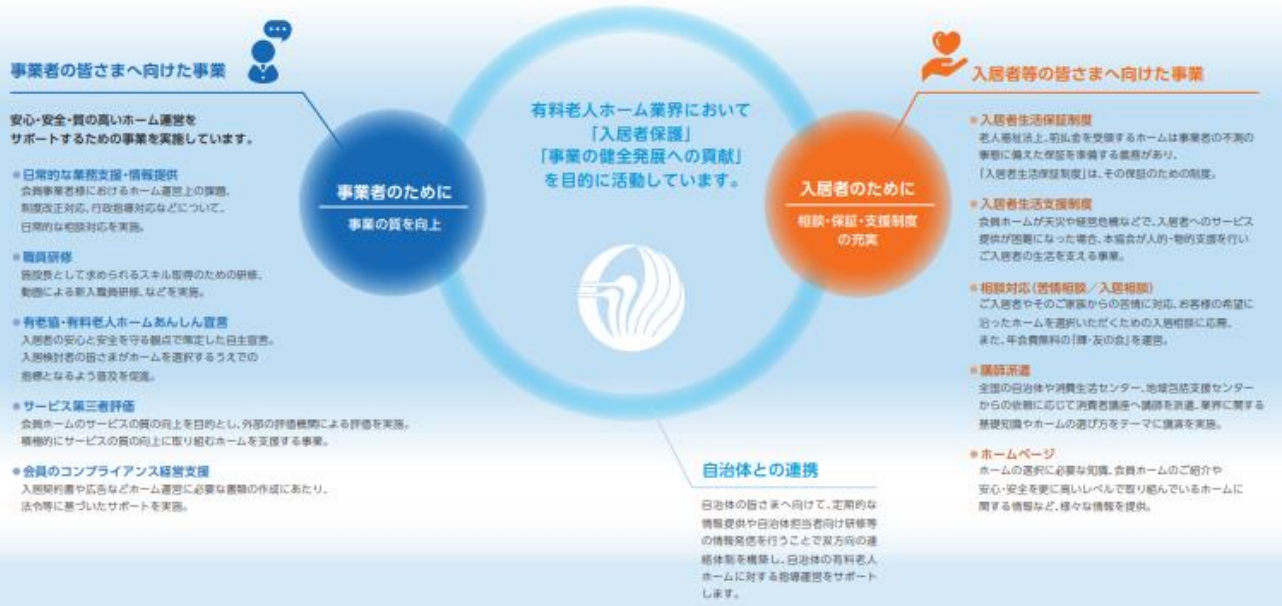 事業者の皆さまへ向けた事業
安心・安全・質の高いホーム運営を
サポートするための事業を実施しています。
●日常的な業務支援・情報提供
会員事業者様におけるホーム運営上の課題、
制度改正対応、行政指導対応などについて、
日常的な相談対応を実施。
●職員研修
施設長として求められるスキル取得のための研修、
動画による新入職員研修、などを実施。
●有老協・有料老人ホームあんしん宣言
入居者の安心と安全を守る観点で策定した自主宣言。
入居検討者の皆さまがホームを選択するうえでの
指標となるよう普及を促進。
●サービス第三者評価
会員ホームのサービスの質の向上を目的とし、外部の評価機関による評価を実施。
積極的にサービスの質の向上に取り組むホームを支援する事業。
●会員のコンプライアンス経営支援
入居契約書や広告などホーム運営に必要な書類の作成にあたり、
法令等に基づいたサポートを実施。
事業者のために
事業の質を向上
有料老人ホーム業界において
「入居者保護」
「事業の健全発展への貢献」
を目的に活動しています。
入居者のために
相談・保証・支援制度
の充実
自治体との連携
自治体の皆さまへ向けて、定期的な
情報提供や自治体担当者向け研修等
の情報発信を行うことで双方向の連
絡体制を構築し、自治体の有料老人
ホームに対する指導運営をサポート
します。
入居者等の皆さまへ向けた事業
●入居者生活保証制度
老人福祉法上、前払金を受領するホームは事業者の不測の
事態に備えた保証を準備する義務があり、
「入居者生活保証制度」は、その保証のための制度。
●入居者生活支援制度
会員ホームが天災や経営危機などで、入居者へのサービス
提供が困難になった場合、本協会が人的・物的支援を行い
ご入居者の生活を支える事業。
●相談対応(苦情相談／入居相談)
ご入居者やそのご家族からの苦情に対応、お客様の希望に
沿ったホームを選択いただくための入居相談に応需。
また、年会費無料の「輝・友の会」を運営。
●講師派遣
全国の自治体や消費生活センター、地域包括支援センター
からの依頼に応じて消費者講座へ講師を派遣、業界に関する
基礎知識やホームの選び方をテーマに講演を実施。
●ホームページ
ホームの選択に必要な知識、会員ホームのご紹介や
安心・安全を更に高いレベルで取り組んでいるホームに
関する情報など、様々な情報を提供。